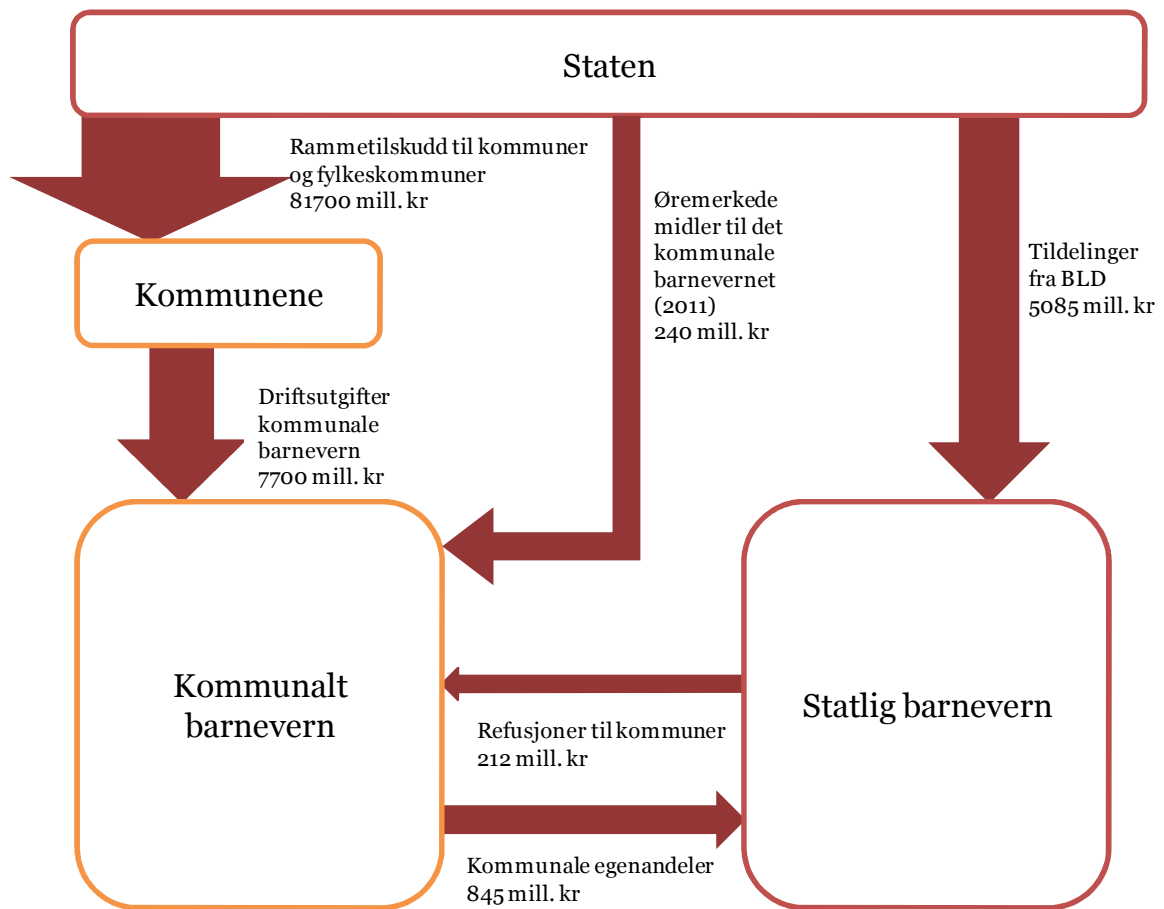 Staten
Rammetilskudd til kommuner
og fylkeskommuner
81700 mill. kr
Øremerkede
midler til det
kommunale
barnevernet
(2011)
240 mill. kr
Tildelinger
fra BLD
5085 mill. kr
Kommunene
Driftsutgifter
kommunale
barnevern
7700 mill. kr
Kommunalt
barnevern
Statlig barnevern
Refusjoner til kommuner
212 mill. kr
Kommunale egenandeler
845 mill. kr